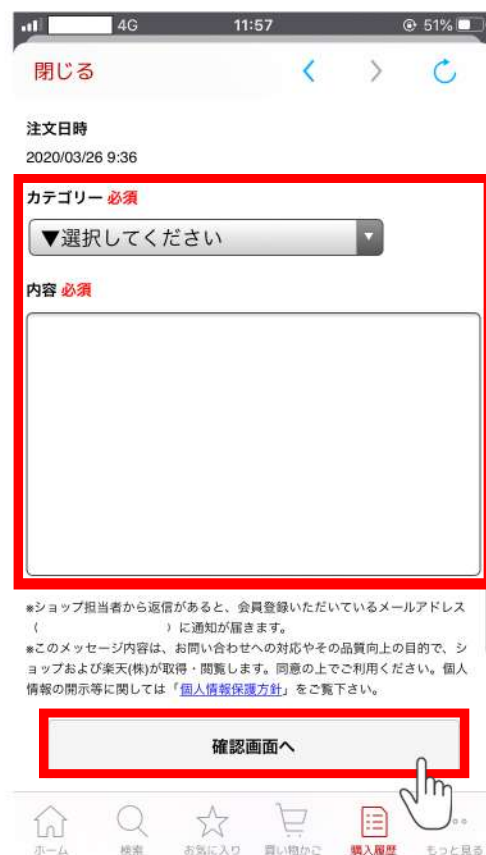 4G 11:57 51%
閉じる
注文日時
2020/03/26 9:36
カテゴリー 必須
▼選択してください
内容 必須
※ショップ担当者から返信があると、会員登録いただいているメールアドレス
（ ）に通知が届きます。
※このメッセージ内容は、お問い合わせへの対応やその品質向上の目的で、シ
ョップおよび楽天(株)が取得・閲覧します。同意の上でご利用ください。個人
情報の開示等に関しては「個人情報保護方針」をご覧下さい。
確認画面へ
ホーム 検索 お気に入り 買い物かご 購入履歴 もっと見る